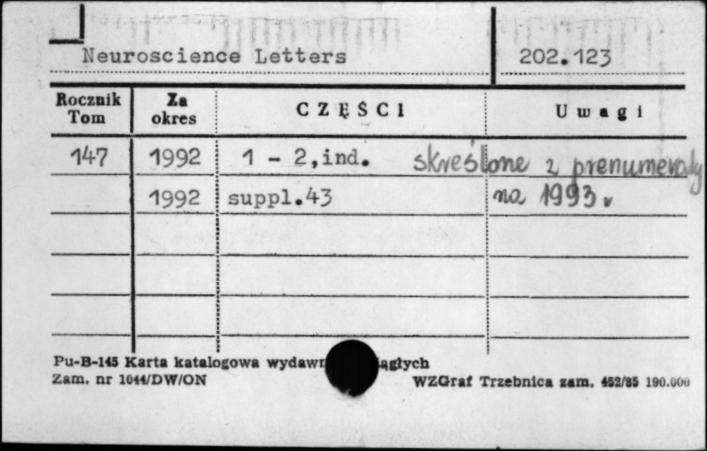 Neuroscience Letters 202.123
Rocznik Tom Za okres CZĘŚCI Uwagi
147 1992 1 - 2,ind. skreślone z prenumeraty
1992 suppl.43 na 1993 r.
Pu-B-145 Karta katalogowa
Zam. nr 1044/DW/ON WZGraf Trzebnica zam. 452/85 190.000